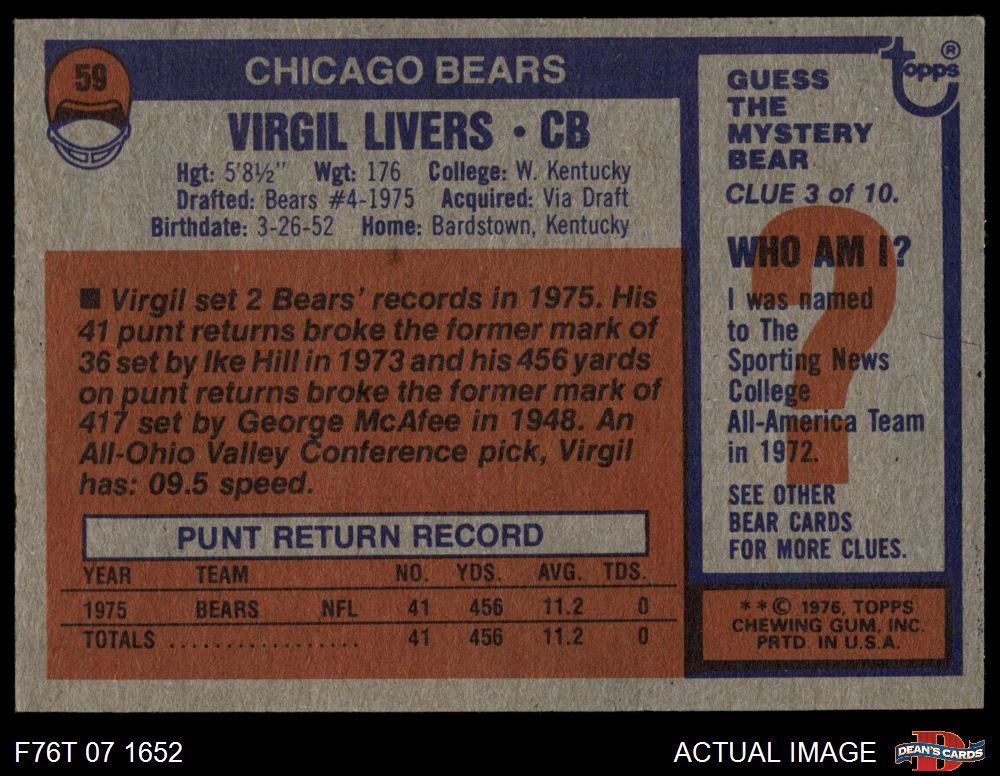 59
CHICAGO BEARS
VIRGIL LIVERS • CB
Hgt: 5'8½" Wgt: 176 College: W. Kentucky
Drafted: Bears #4-1975 Acquired: Via Draft
Birthdate: 3-26-52 Home: Bardstown, Kentucky
■ Virgil set 2 Bears' records in 1975. His
41 punt returns broke the former mark of
36 set by Ike Hill in 1973 and his 456 yards
on punt returns broke the former mark of
417 set by George McAfee in 1948. An
All-Ohio Valley Conference pick, Virgil
has: 09.5 speed.
PUNT RETURN RECORD
YEAR TEAM NO. YDS. AVG. TDS.
1975 BEARS NFL 41 456 11.2 0
TOTALS .................. 41 456 11.2 0
topps ®
GUESS
THE
MYSTERY
BEAR
CLUE 3 of 10.
?
WHO AM I?
I was named
to The
Sporting News
College
All-America Team
in 1972.
SEE OTHER
BEAR CARDS
FOR MORE CLUES.
**© 1976, TOPPS
CHEWING GUM, INC.
PRTD. IN U.S.A.
F76T 07 1652
ACTUAL IMAGE
D
DEAN'S CARDS